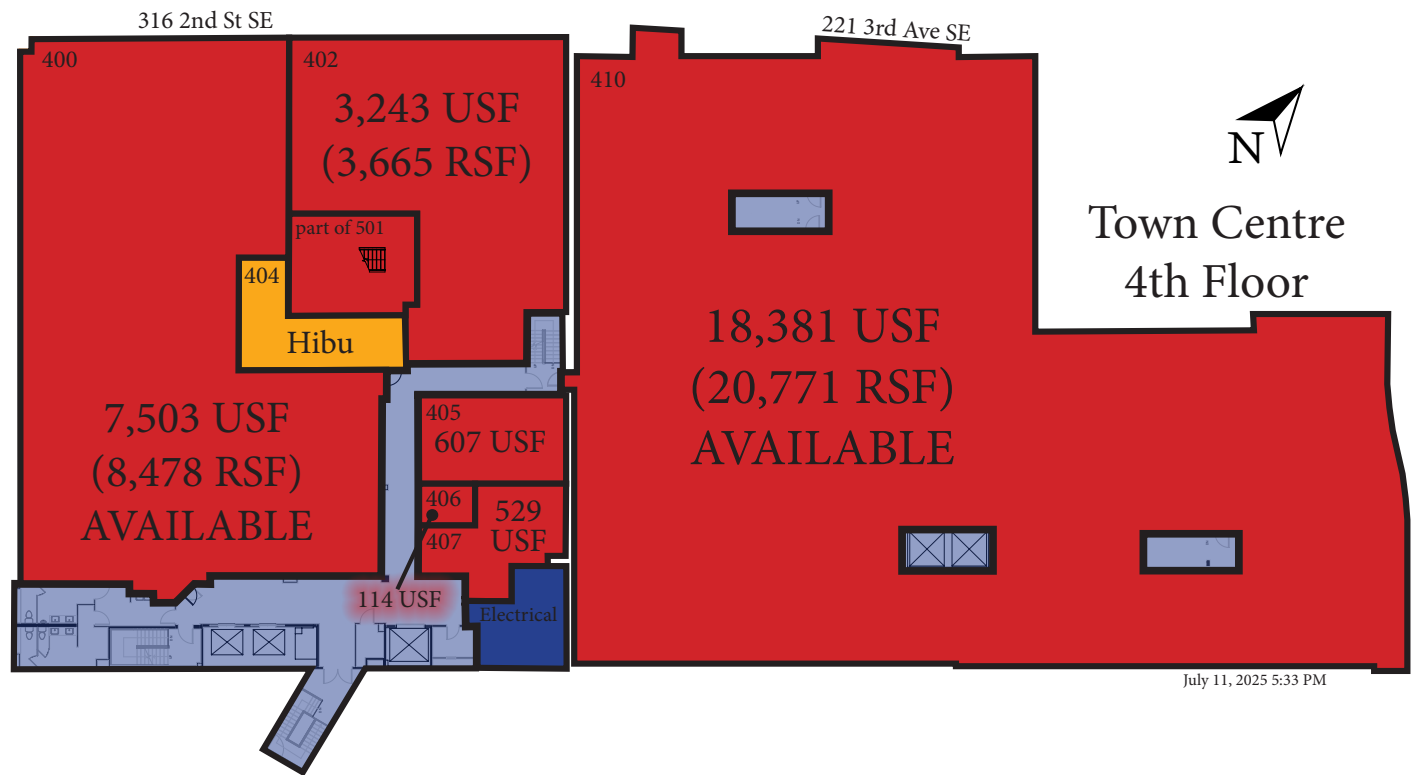 316 2nd St SE
221 3rd Ave SE
400
402
410
3,243 USF
(3,665 RSF)
N
Town Centre
4th Floor
part of 501
404
Hibu
18,381 USF
(20,771 RSF)
AVAILABLE
7,503 USF
(8,478 RSF)
AVAILABLE
405
607 USF
406
529
USF
407
114 USF
Electrical
July 11, 2025 5:33 PM